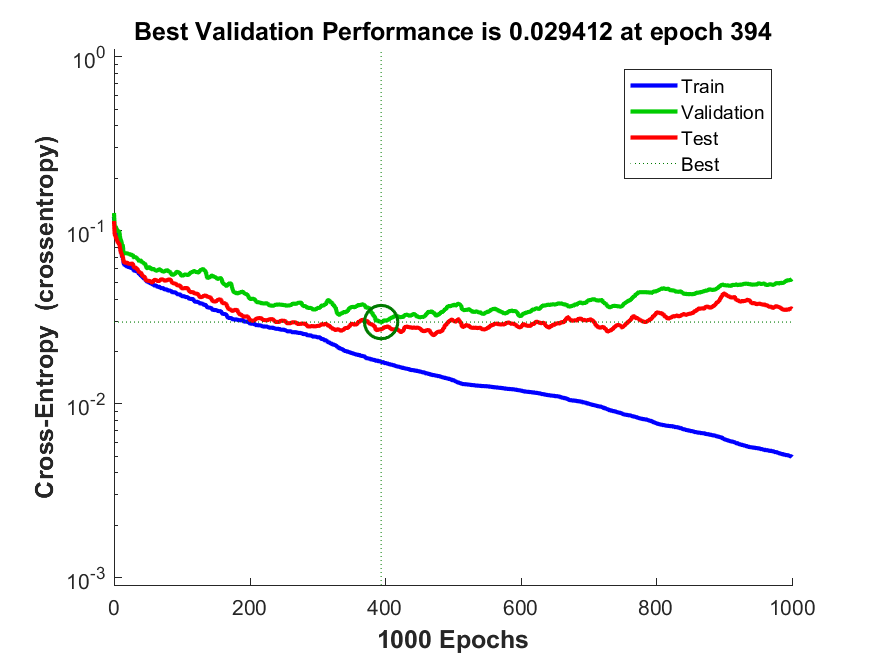 Best Validation Performance is 0.029412 at epoch 394
Cross-Entropy  (crossentropy)
10^0
10^-1
10^-2
10^-3
Train
Validation
Test
Best
0 200 400 600 800 1000
1000 Epochs